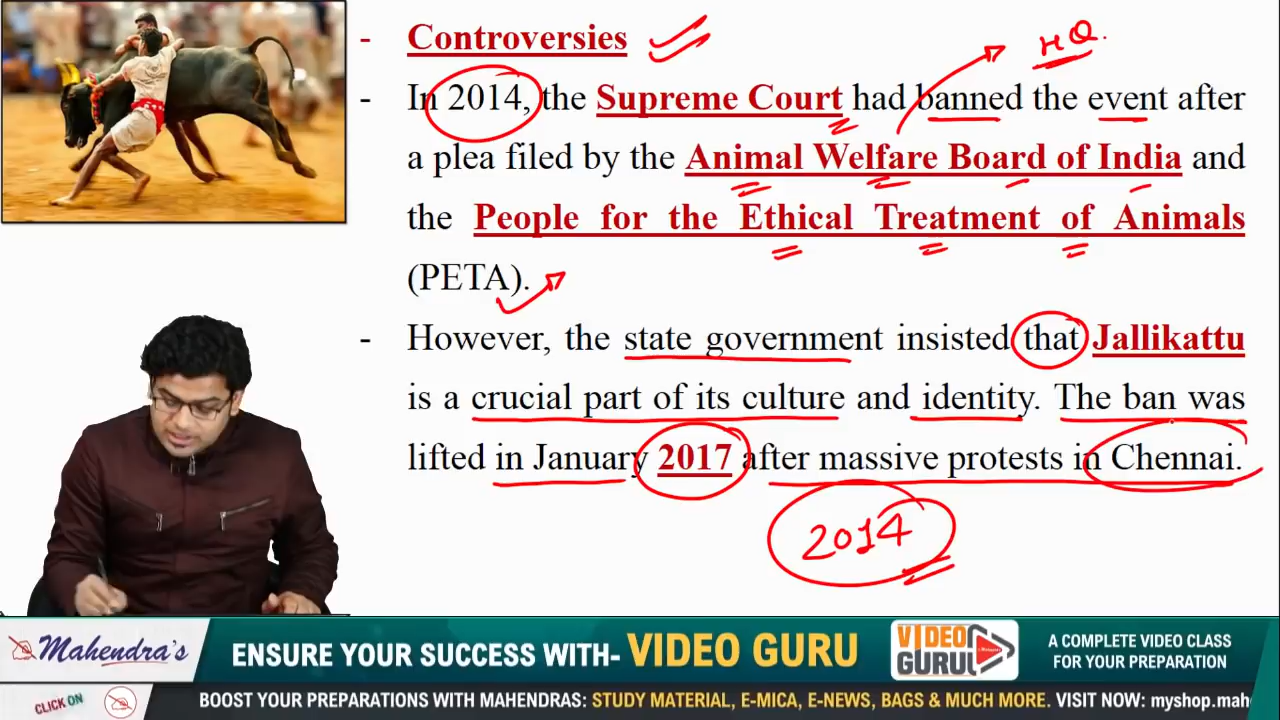 - Controversies
H.Q.
- In 2014, the Supreme Court had banned the event after
a plea filed by the Animal Welfare Board of India and
the People for the Ethical Treatment of Animals
(PETA).
- However, the state government insisted that Jallikattu
is a crucial part of its culture and identity. The ban was
lifted in January 2017 after massive protests in Chennai.
2014
Mahendra's
ENSURE YOUR SUCCESS WITH- VIDEO GURU
VIDEO
GURU
A COMPLETE VIDEO CLASS
FOR YOUR PREPARATION
CLICK ON
BOOST YOUR PREPARATIONS WITH MAHENDRAS: STUDY MATERIAL, E-MICA, E-NEWS, BAGS & MUCH MORE. VISIT NOW: myshop.mah